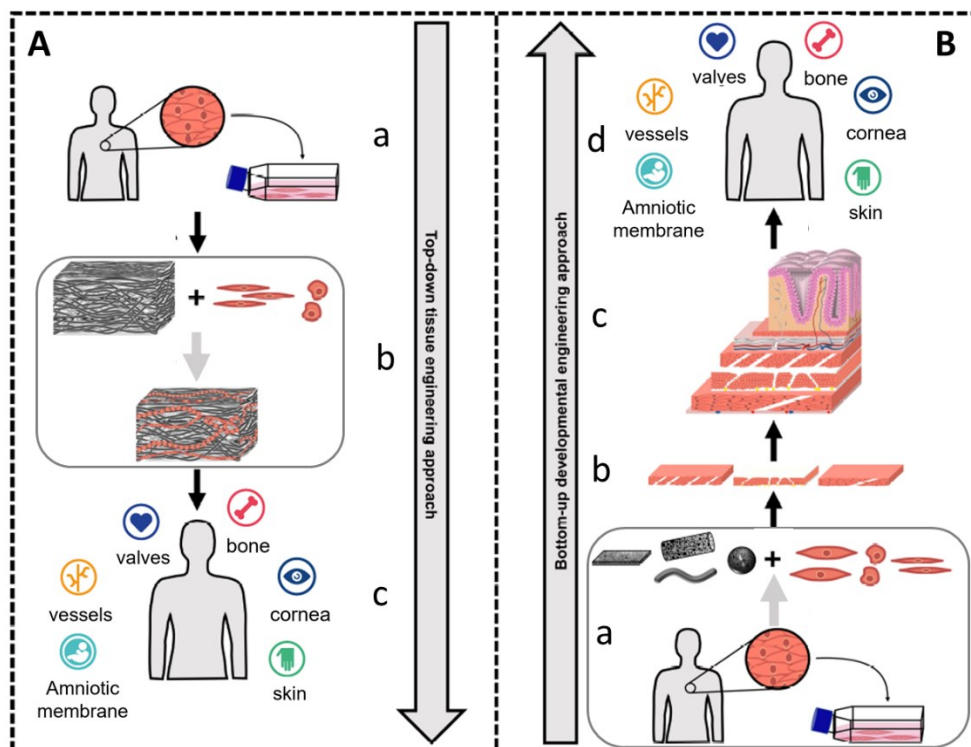 A
a
Top-down tissue engineering approach
b
valves
bone
vessels
cornea
c
Amniotic
membrane
skin
B
valves
bone
vessels
cornea
d
Amniotic
membrane
skin
c
Bottom-up developmental engineering approach
b
+
a
+